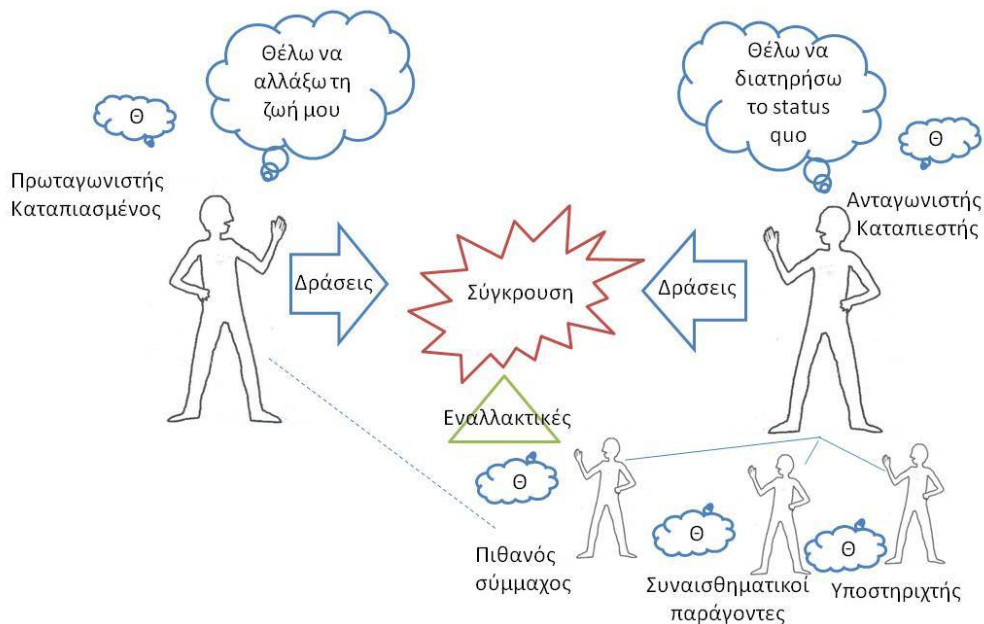 Θέλω να
αλλάξω τη
ζωή μου
Θέλω να
διατηρήσω
το status
quo
Θ
Θ
Πρωταγωνιστής
Καταπιασμένος
Ανταγωνιστής
Καταπιεστής
Δράσεις
Σύγκρουση
Δράσεις
Εναλλακτικές
Θ
Θ
Θ
Πιθανός
σύμμαχος
Συναισθηματικοί
παράγοντες
Υποστηριχτής